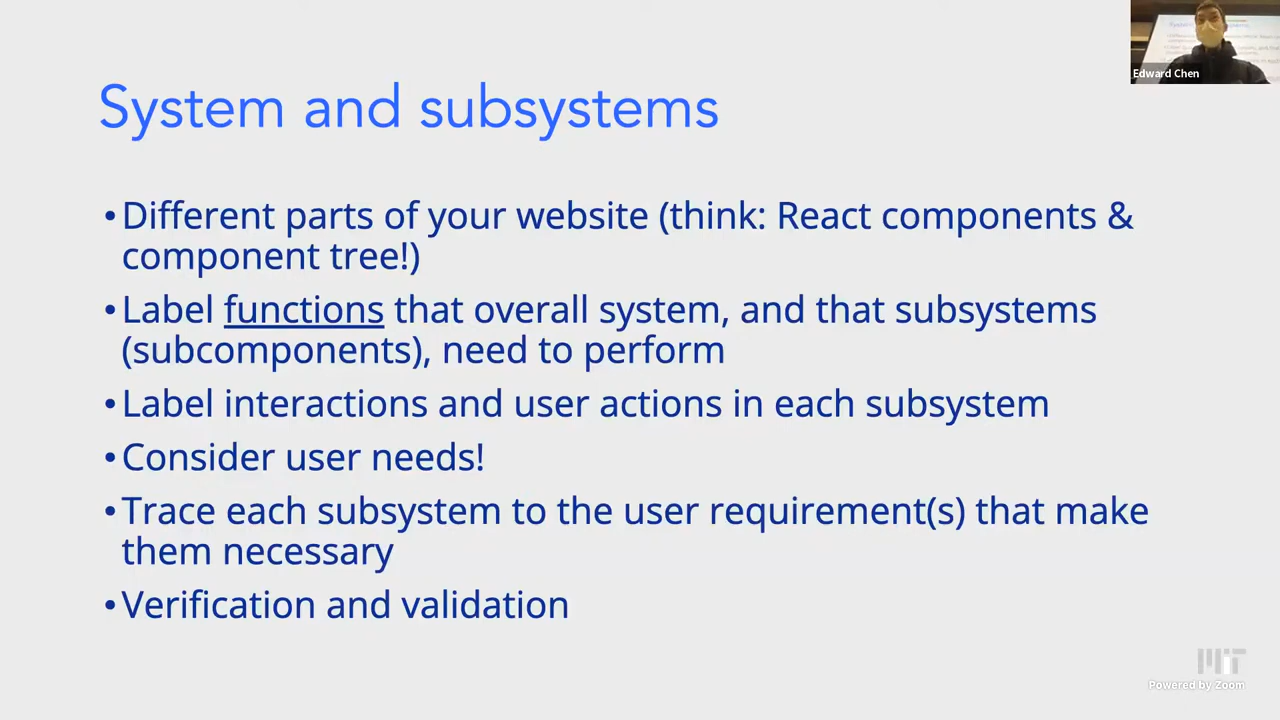 Edward Chen
System and subsystems
•Different parts of your website (think: React components &
component tree!)
•Label functions that overall system, and that subsystems
(subcomponents), need to perform
•Label interactions and user actions in each subsystem
•Consider user needs!
•Trace each subsystem to the user requirement(s) that make
them necessary
•Verification and validation
MIT
Powered by Zoom